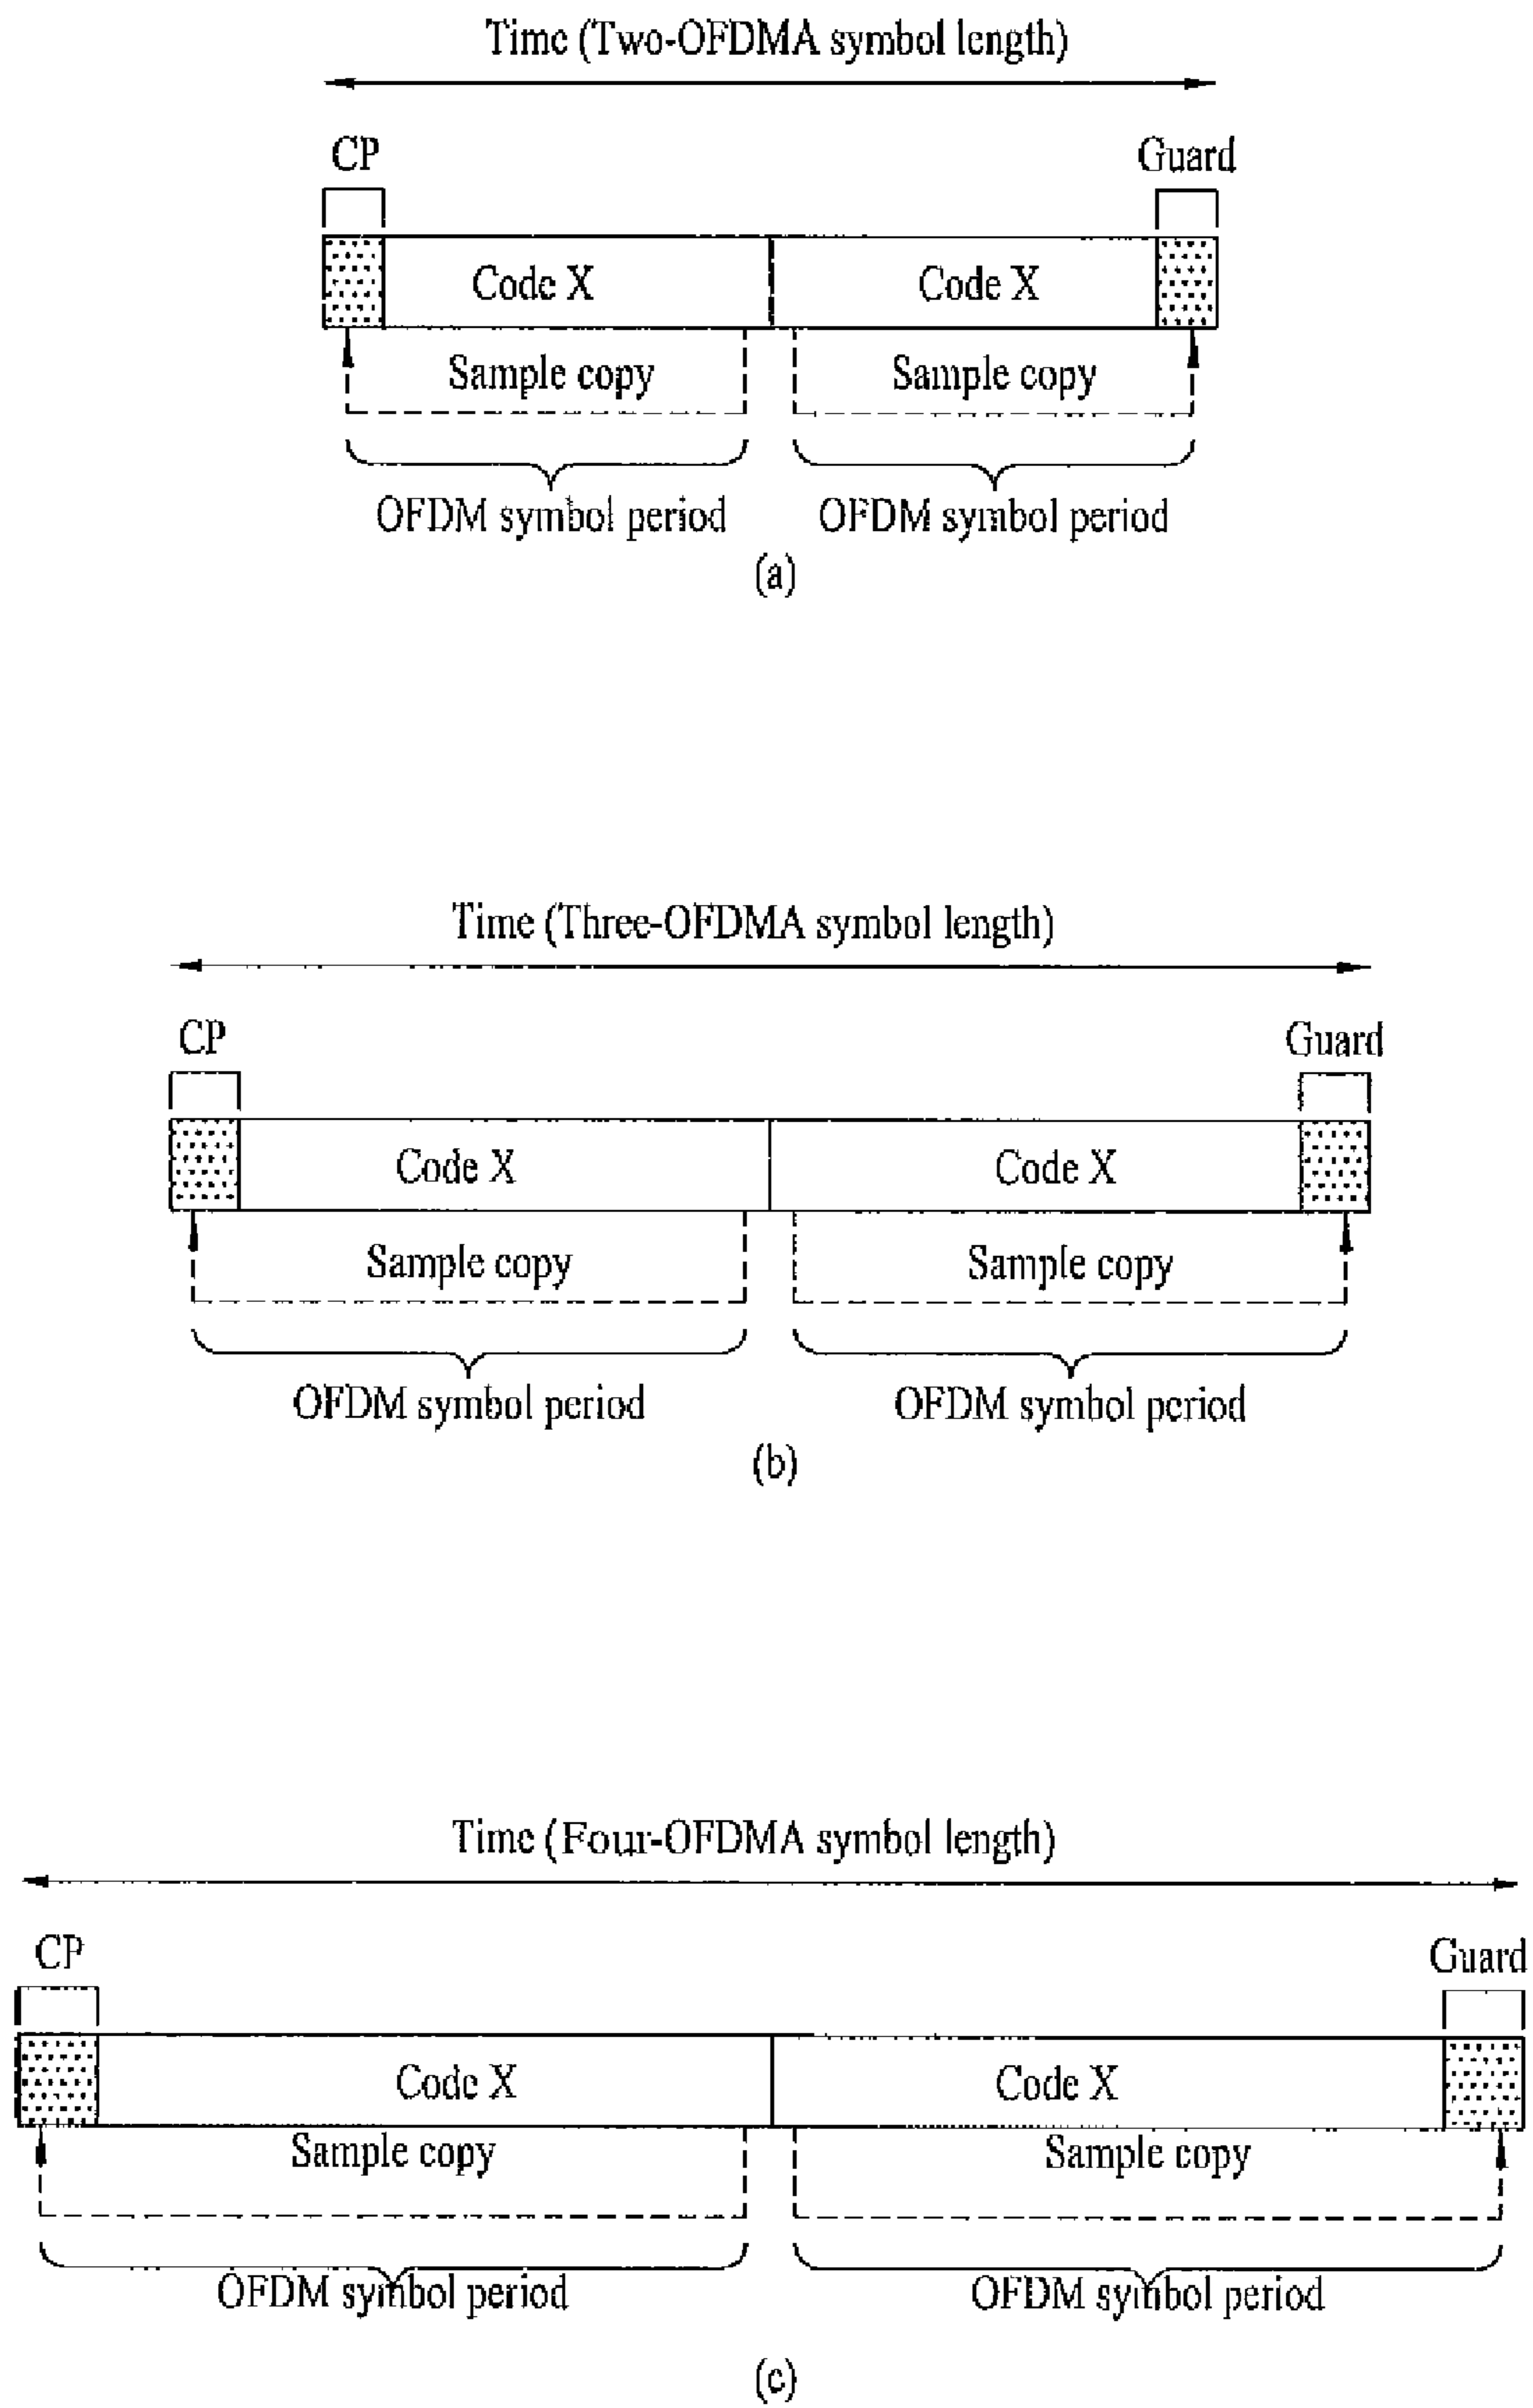 Time (Two-OFDMA symbol length)
CP Guard
Code X Code X
Sample copy Sample copy
OFDM symbol period OFDM symbol period
(a)
Time (Three-OFDMA symbol length)
CP Guard
Code X Code X
Sample copy Sample copy
OFDM symbol period OFDM symbol period
(b)
Time (Four-OFDMA symbol length)
CP Guard
Code X Code X
Sample copy Sample copy
OFDM symbol period OFDM symbol period
(c)